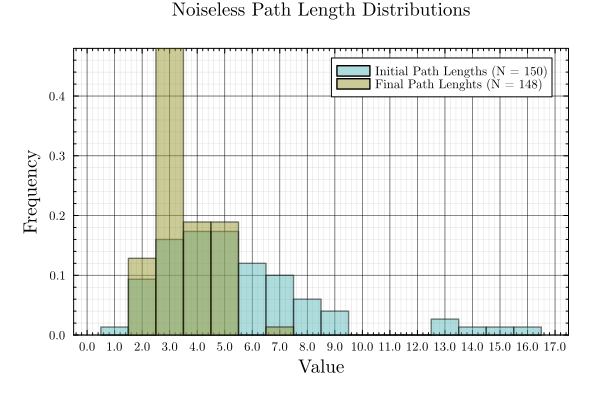 Noiseless Path Length Distributions
Initial Path Lengths (N = 150)
Final Path Lenghts (N = 148)
Frequency
0.4
0.3
0.2
0.1
0.0
0.0 1.0 2.0 3.0 4.0 5.0 6.0 7.0 8.0 9.0 10.0 11.0 12.0 13.0 14.0 15.0 16.0 17.0
Value